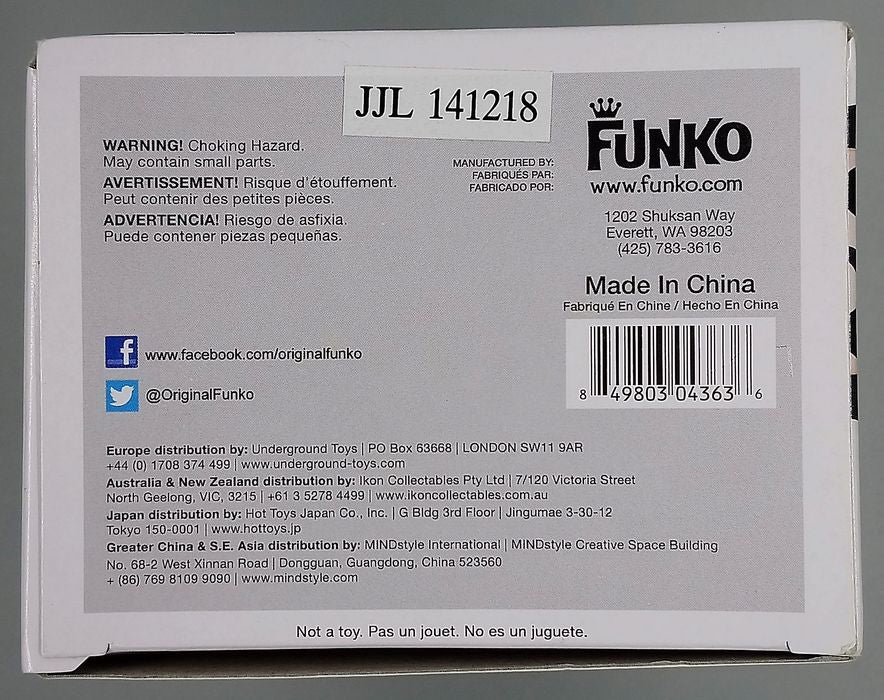 JJL 141218
WARNING! Choking Hazard.
May contain small parts.
AVERTISSEMENT! Risque d'étouffement.
Peut contenir des petites pièces.
ADVERTENCIA! Riesgo de asfixia.
Puede contener piezas pequeñas.
MANUFACTURED BY:
FABRIQUÉS PAR:
FABRICADO POR:
FUNKO
www.funko.com
1202 Shuksan Way
Everett, WA 98203
(425) 783-3616
Made In China
Fabriqué En Chine / Hecho En China
8 49803 04363 6
f www.facebook.com/originalfunko
@OriginalFunko
Europe distribution by: Underground Toys | PO Box 63668 | LONDON SW11 9AR
+44 (0) 1708 374 499 | www.underground-toys.com
Australia & New Zealand distribution by: Ikon Collectables Pty Ltd | 7/120 Victoria Street
North Geelong, VIC, 3215 | +61 3 5278 4499 | www.ikoncollectables.com.au
Japan distribution by: Hot Toys Japan Co., Inc. | G Bldg 3rd Floor | Jingumae 3-30-12
Tokyo 150-0001 | www.hottoys.jp
Greater China & S.E. Asia distribution by: MINDstyle International | MINDstyle Creative Space Building
No. 68-2 West Xinnan Road | Dongguan, Guangdong, China 523560
+ (86) 769 8109 9090 | www.mindstyle.com
Not a toy. Pas un jouet. No es un juguete.